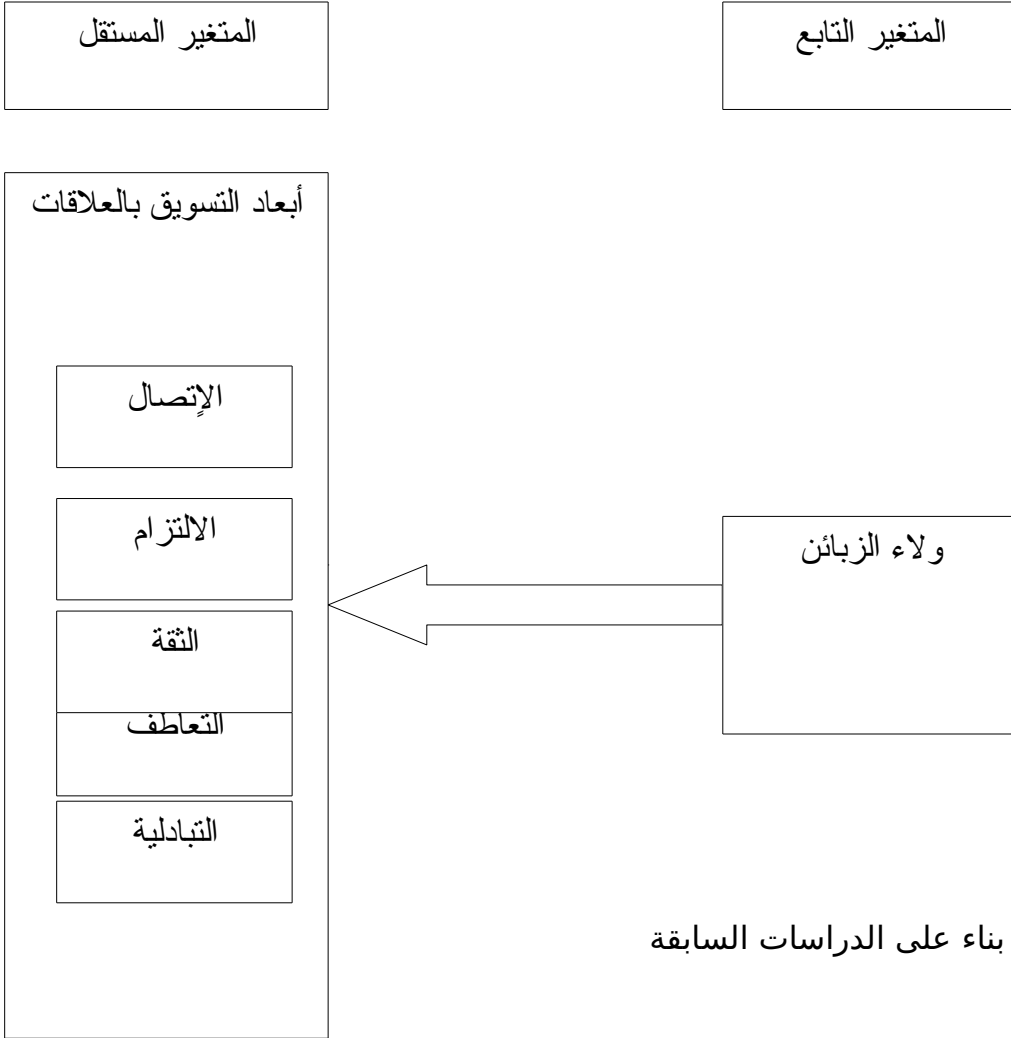 المتغير التابع
المتغير المستقل
أبعاد التسويق بالعلاقات
الإتصال
الالتزام
الثقة
التعاطف
التبادلية
ولاء الزبائن
بناء على الدراسات السابقة